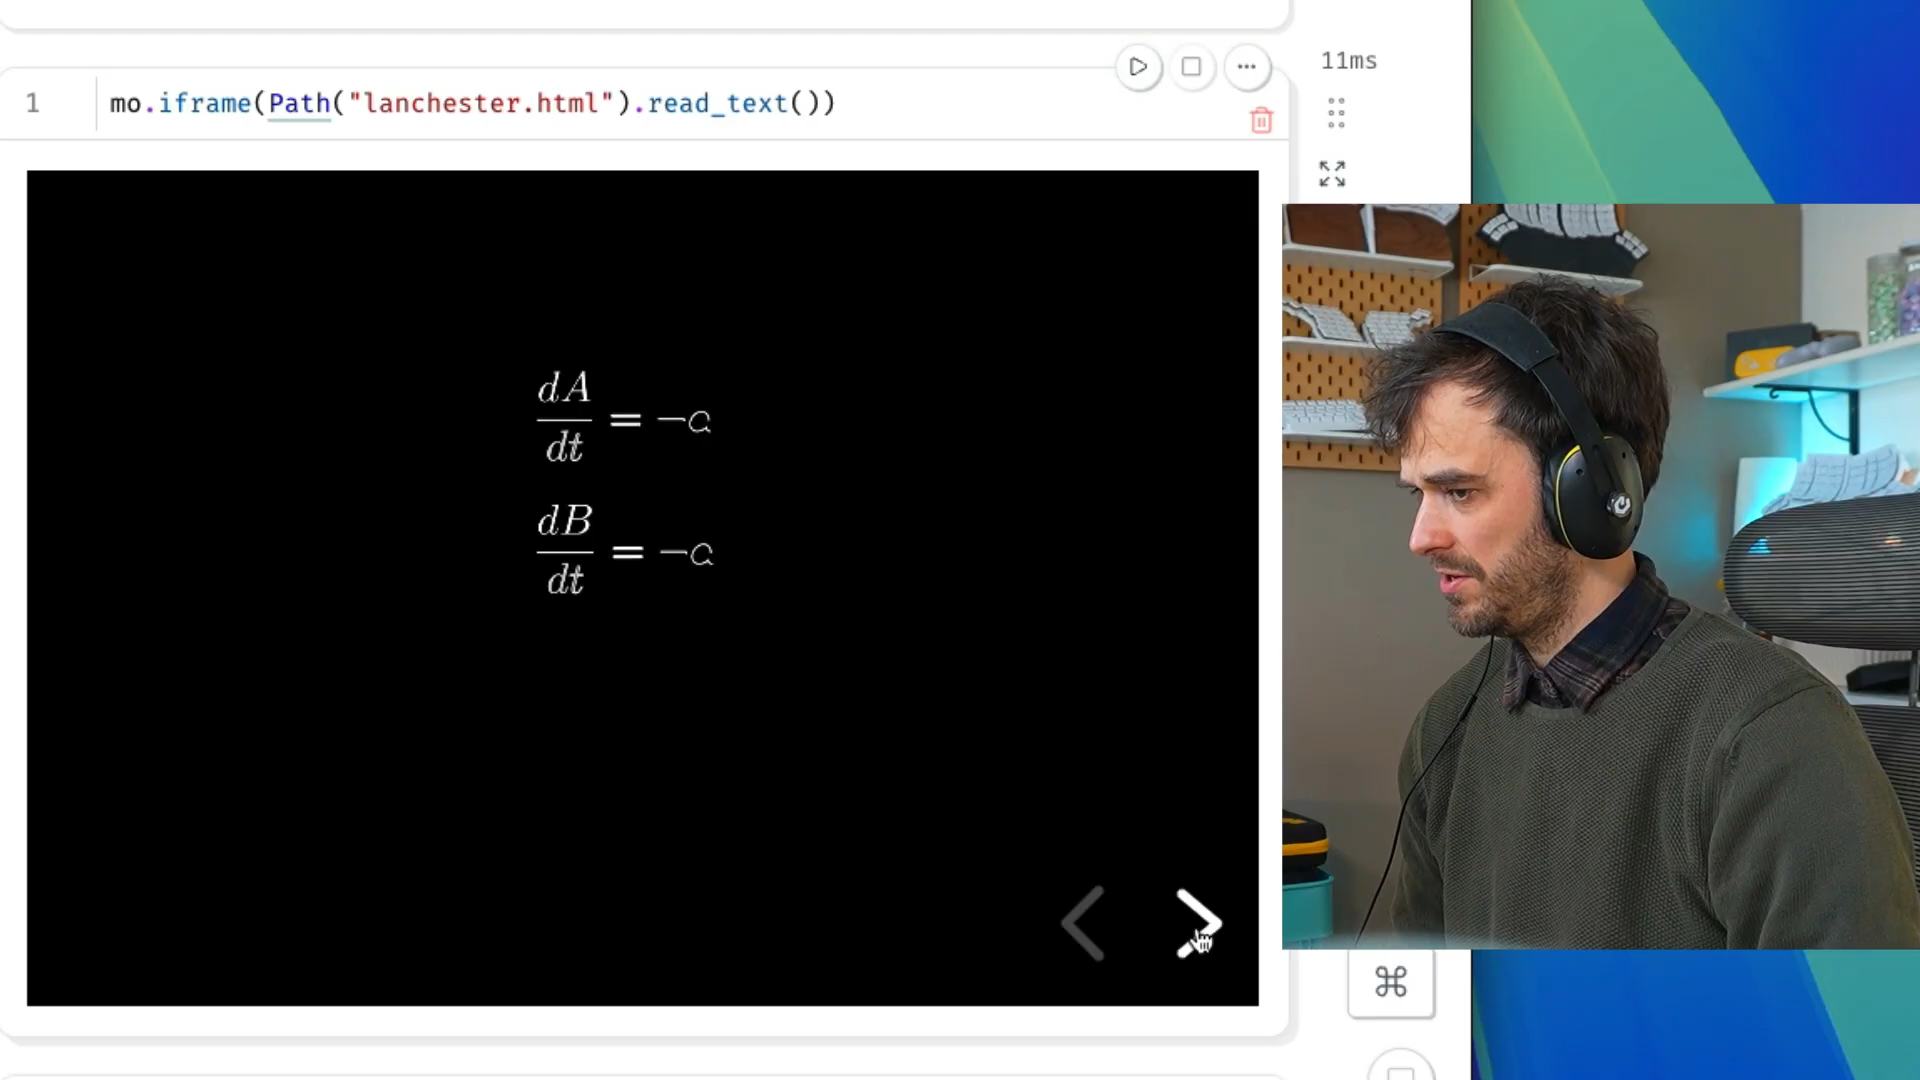 11ms
1 mo.iframe(Path("lanchester.html").read_text())
dA/dt = −α
dB/dt = −α